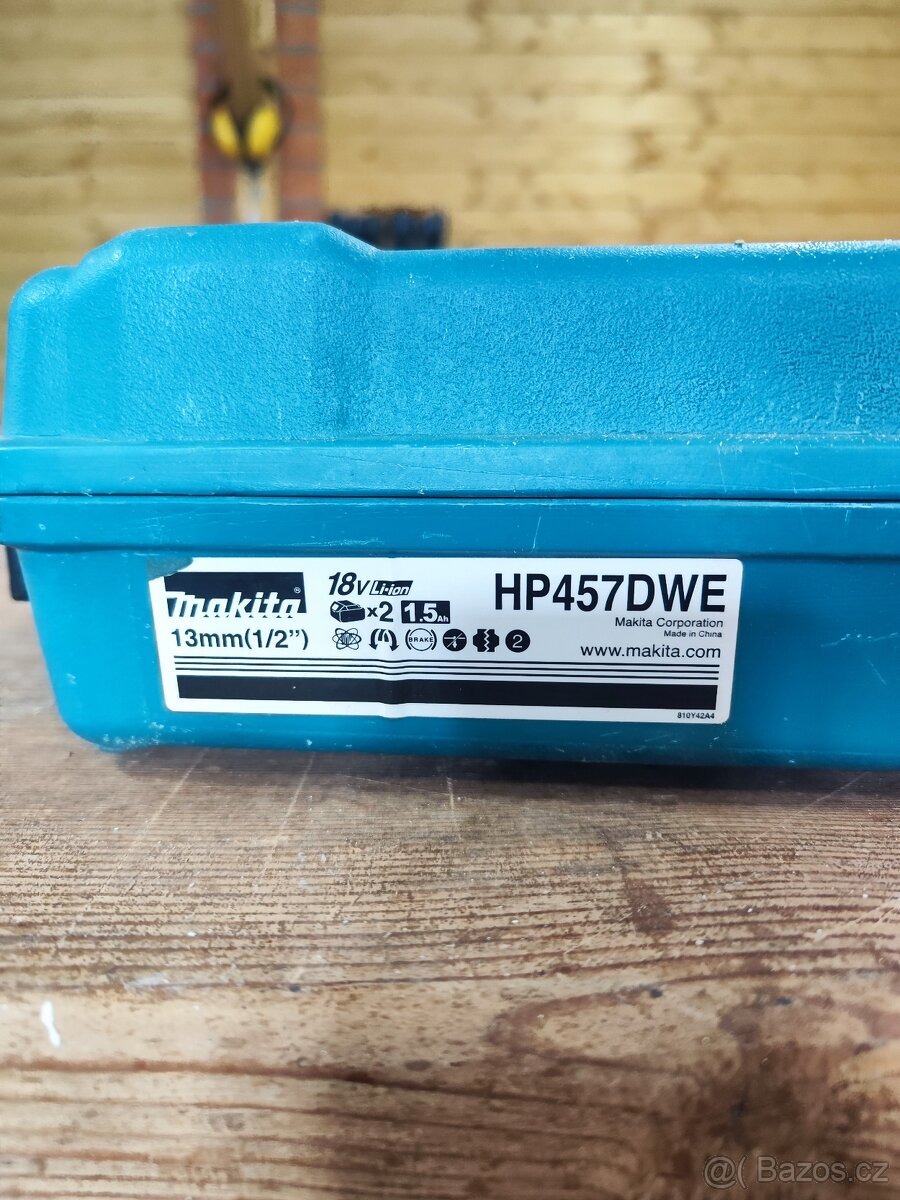 makita®
18V Li-ion
x2 1.5Ah
HP457DWE
Makita Corporation
Made in China
13mm(1/2")
BRAKE
2
www.makita.com
810Y42A4
@( Bazos.cz